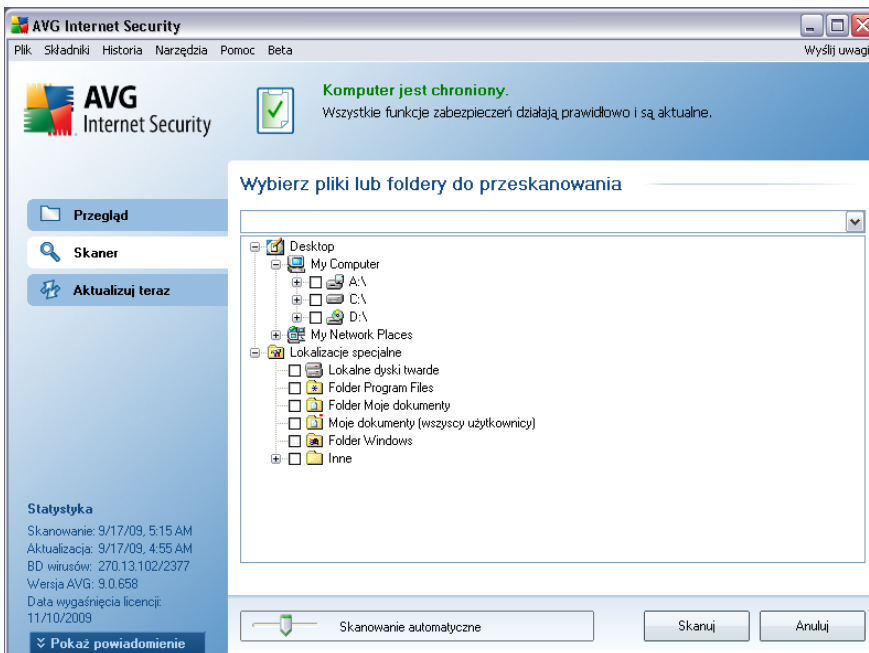 AVG Internet Security
Plik Składniki Historia Narzędzia Pomoc Beta Wyślij uwagi
AVG
Internet Security
Komputer jest chroniony.
Wszystkie funkcje zabezpieczeń działają prawidłowo i są aktualne.
Przegląd
Skaner
Aktualizuj teraz
Wybierz pliki lub foldery do przeskanowania
Desktop
My Computer
A:\
C:\
D:\
My Network Places
Lokalizacje specjalne
Lokalne dyski twarde
Folder Program Files
Folder Moje dokumenty
Moje dokumenty (wszyscy użytkownicy)
Folder Windows
Inne
Statystyka
Skanowanie: 9/17/09, 5:15 AM
Aktualizacja: 9/17/09, 4:55 AM
BD wirusów: 270.13.102/2377
Wersja AVG: 9.0.658
Data wygaśnięcia licencji:
11/10/2009
Pokaż powiadomienie
Skanowanie automatyczne
Skanuj
Anuluj